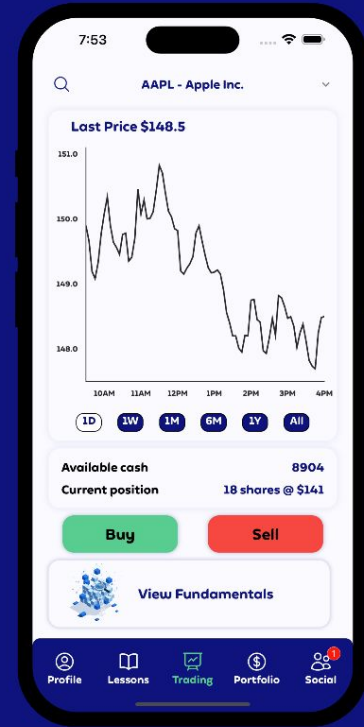 7:53
AAPL - Apple Inc.
Last Price $148.5
151.0
150.0
149.0
148.0
10AM 11AM 12PM 1PM 2PM 3PM 4PM
1D 1W 1M 6M 1Y All
Available cash 8904
Current position 18 shares @ $141
Buy Sell
View Fundamentals
1
Profile Lessons Trading Portfolio Social